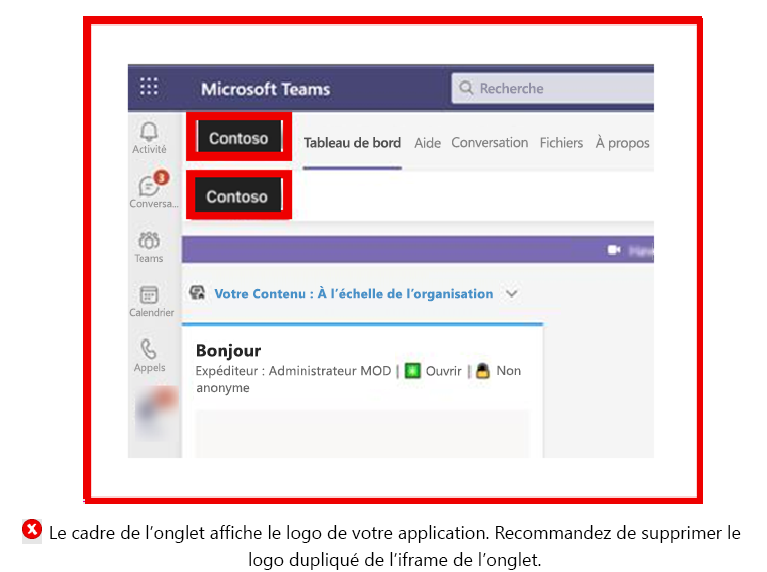 Microsoft Teams
Recherche
Activité
Contoso
Tableau de bord Aide Conversation Fichiers À propos
3
Conversa...
Contoso
Teams
Calendrier
Votre Contenu : À l'échelle de l'organisation
Appels
Bonjour
Expéditeur : Administrateur MOD | Ouvrir | Non
anonyme
Le cadre de l'onglet affiche le logo de votre application. Recommandez de supprimer le
logo dupliqué de l'iframe de l'onglet.